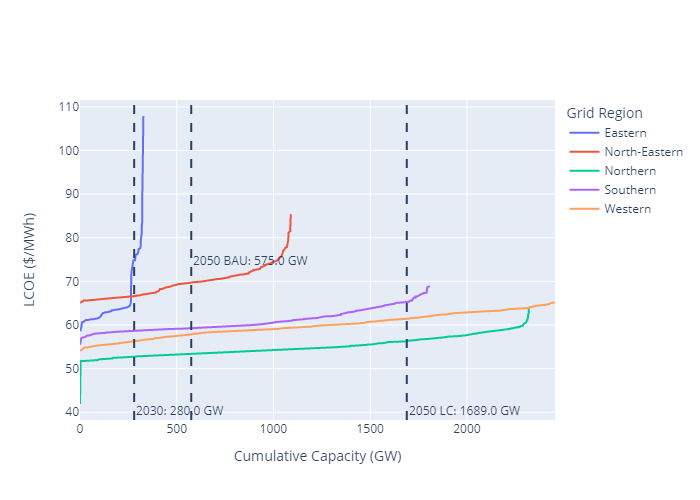 110
100
90
80
70
60
50
40
0
500
1000
1500
2000
LCOE ($/MWh)
Cumulative Capacity (GW)
2050 BAU: 575.0 GW
2030: 280.0 GW
2050 LC: 1689.0 GW
Grid Region
Eastern
North-Eastern
Northern
Southern
Western